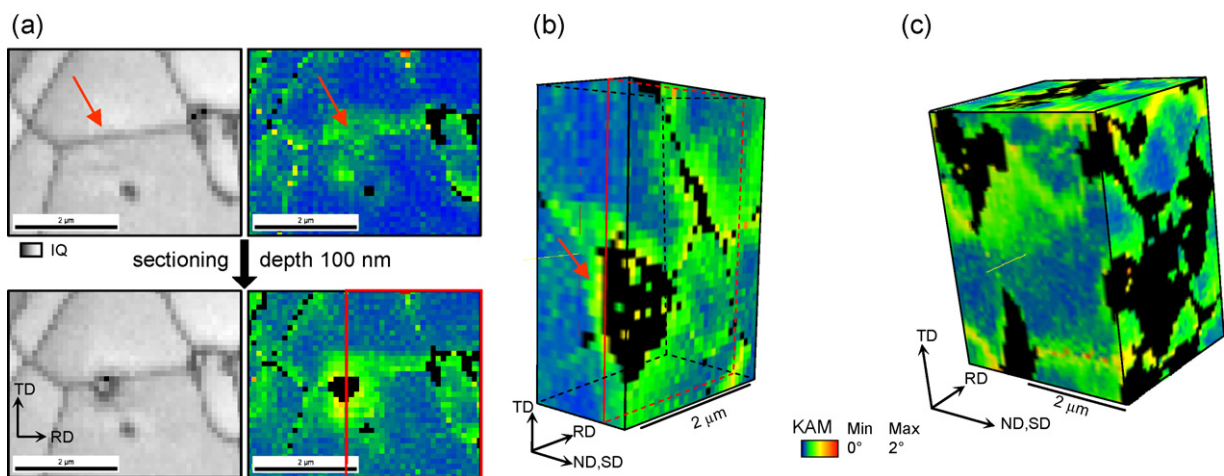 (a)
(b)
(c)
2 μm
2 μm
IQ
sectioning
depth 100 nm
TD
RD
2 μm
2 μm
TD
RD
ND,SD
2 μm
KAM Min Max
0° 2°
TD
RD
ND,SD
2 μm